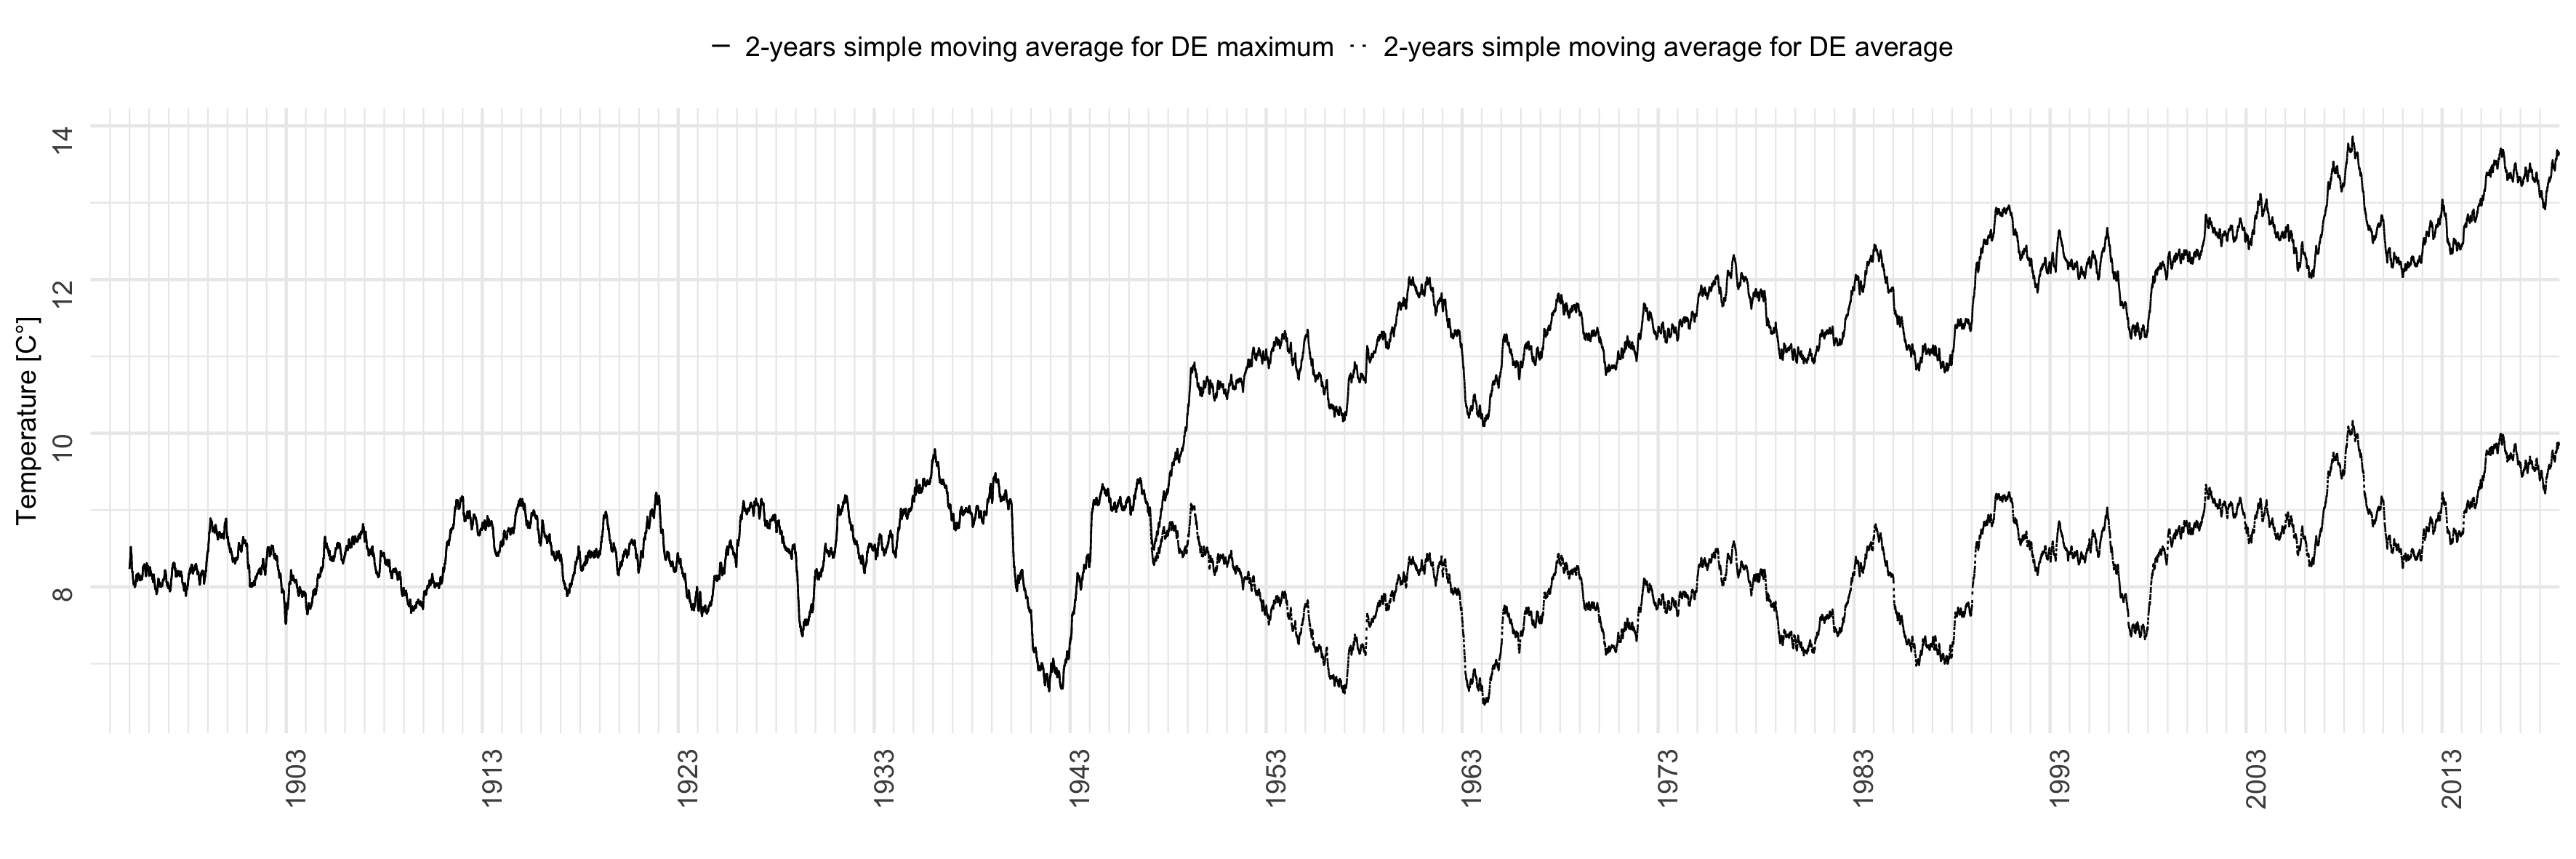 2-years simple moving average for DE maximum 2-years simple moving average for DE average
Temperature [C°]
14
12
10
8
1903 1913 1923 1933 1943 1953 1963 1973 1983 1993 2003 2013